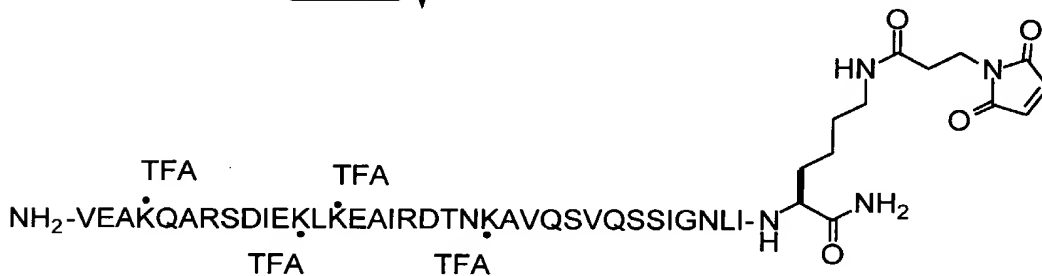 O
HN
N
O
O
TFA
TFA
NH2-VEAKQARSDIEKLKEAIRDTNKAVQSVQSSIGNLI-N
H
NH2
O
TFA
TFA